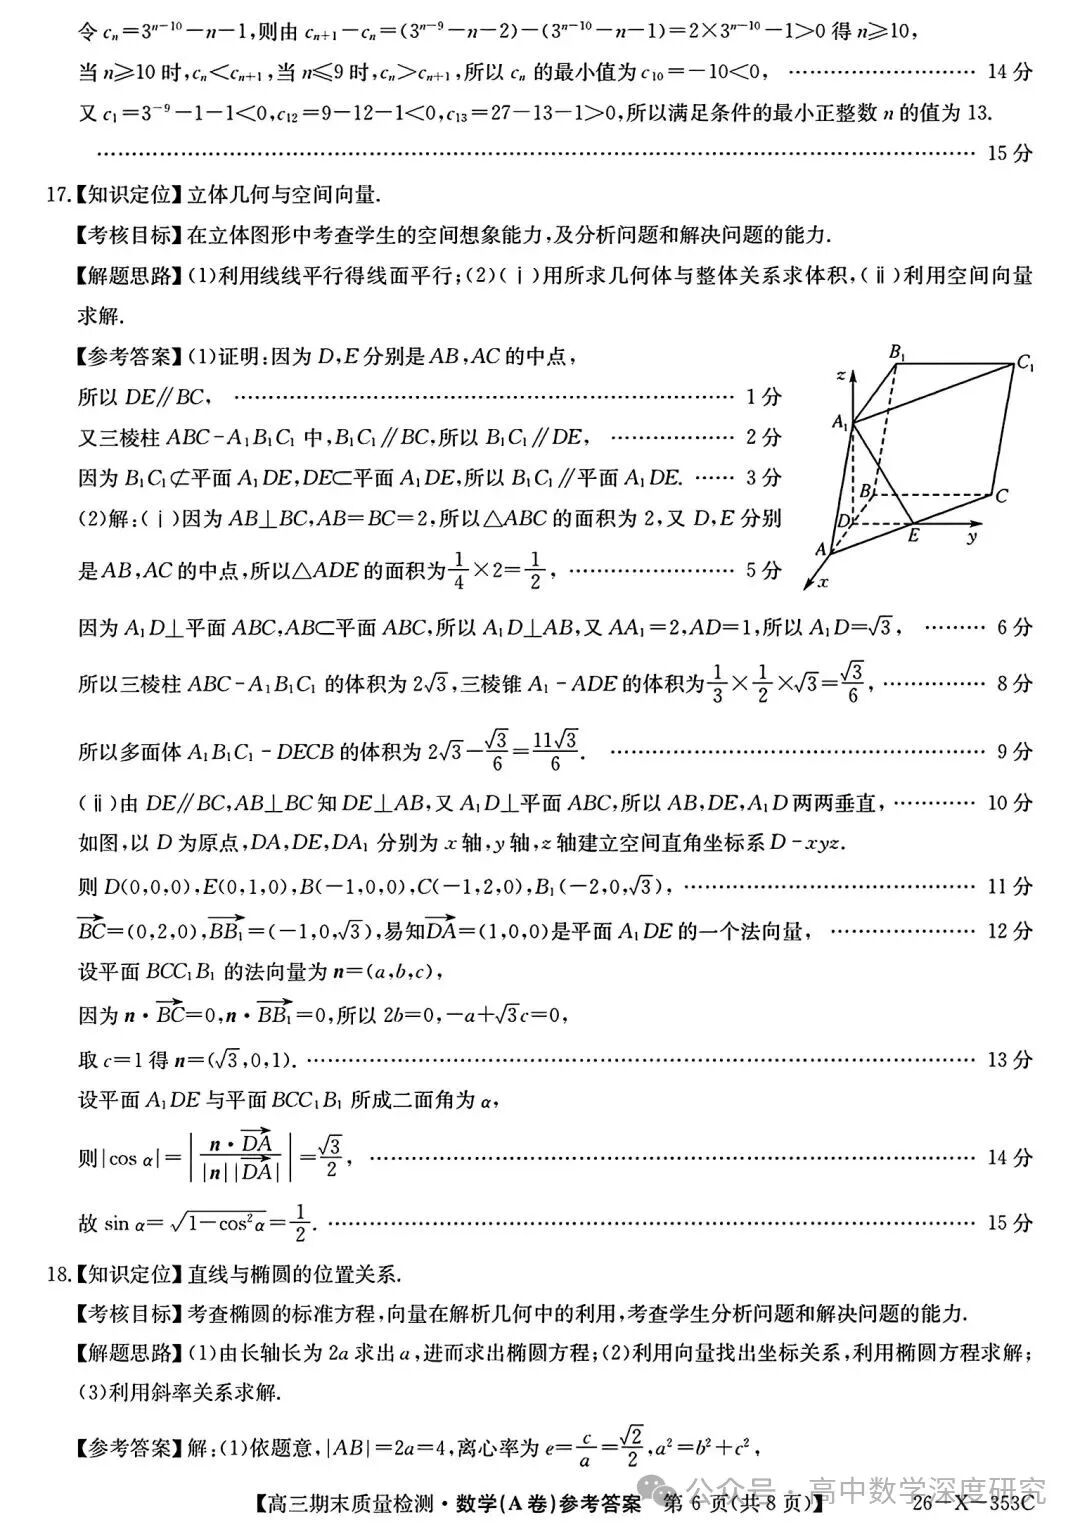 令 cₙ=3ⁿ⁻¹⁰-n-1,则由 cₙ₊₁-cₙ=(3ⁿ⁻⁹-n-2)-(3ⁿ⁻¹⁰-n-1)=2×3ⁿ⁻¹⁰-1>0 得 n≥10,
当 n≥10 时,cₙ<cₙ₊₁,当 n≤9 时,cₙ>cₙ₊₁,所以 cₙ 的最小值为 c₁₀=-10<0, ………… 14 分
又 c₁=3⁻⁹-1-1<0,c₁₂=9-12-1<0,c₁₃=27-13-1>0,所以满足条件的最小正整数 n 的值为 13.
………… 15 分
17.【知识定位】立体几何与空间向量.
【考核目标】在立体图形中考查学生的空间想象能力,及分析问题和解决问题的能力.
【解题思路】(1)利用线线平行得线面平行;(2)(ⅰ)用所求几何体与整体关系求体积,(ⅱ)利用空间向量
求解.
【参考答案】(1)证明:因为 D,E 分别是 AB,AC 的中点,
所以 DE∥BC, ………… 1 分
又三棱柱 ABC-A₁B₁C₁ 中,B₁C₁∥BC,所以 B₁C₁∥DE, ………… 2 分
因为 B₁C₁⊄平面 A₁DE,DE⊂平面 A₁DE,所以 B₁C₁∥平面 A₁DE. …… 3 分
(2)解:(ⅰ)因为 AB⊥BC,AB=BC=2,所以△ABC 的面积为 2,又 D,E 分别
是 AB,AC 的中点,所以△ADE 的面积为 1/4×2=1/2, ………… 5 分
B₁
C₁
z
A₁
B
C
D
E
y
A
x
因为 A₁D⊥平面 ABC,AB⊂平面 ABC,所以 A₁D⊥AB,又 AA₁=2,AD=1,所以 A₁D=√3, ……… 6 分
所以三棱柱 ABC-A₁B₁C₁ 的体积为 2√3,三棱锥 A₁-ADE 的体积为 1/3×1/2×√3=√3/6, ………… 8 分
所以多面体 A₁B₁C₁-DECB 的体积为 2√3-√3/6=11√3/6. ………… 9 分
(ⅱ)由 DE∥BC,AB⊥BC 知 DE⊥AB,又 A₁D⊥平面 ABC,所以 AB,DE,A₁D 两两垂直, ………… 10 分
如图,以 D 为原点,DA,DE,DA₁ 分别为 x 轴,y 轴,z 轴建立空间直角坐标系 D-xyz.
则 D(0,0,0),E(0,1,0),B(-1,0,0),C(-1,2,0),B₁(-2,0,√3), ………… 11 分
BC→=(0,2,0),BB₁→=(-1,0,√3),易知DA→=(1,0,0)是平面 A₁DE 的一个法向量, ………… 12 分
设平面 BCC₁B₁ 的法向量为 n=(a,b,c),
因为 n·BC→=0,n·BB₁→=0,所以 2b=0,-a+√3c=0,
取 c=1 得 n=(√3,0,1). ………… 13 分
设平面 A₁DE 与平面 BCC₁B₁ 所成二面角为 α,
则|cos α|=|n·DA→/|n||DA→||=√3/2, ………… 14 分
故 sin α=√(1-cos²α)=1/2. ………… 15 分
18.【知识定位】直线与椭圆的位置关系.
【考核目标】考查椭圆的标准方程,向量在解析几何中的利用,考查学生分析问题和解决问题的能力.
【解题思路】(1)由长轴长为 2a 求出 a,进而求出椭圆方程;(2)利用向量找出坐标关系,利用椭圆方程求解;
(3)利用斜率关系求解.
【参考答案】解:(1)依题意,|AB|=2a=4,离心率为 e=c/a=√2/2,a²=b²+c²,
【高三期末质量检测·数学(A 卷)参考答案 第 6 页(共 8 页)】 26-X-353C
公众号·高中数学深度研究